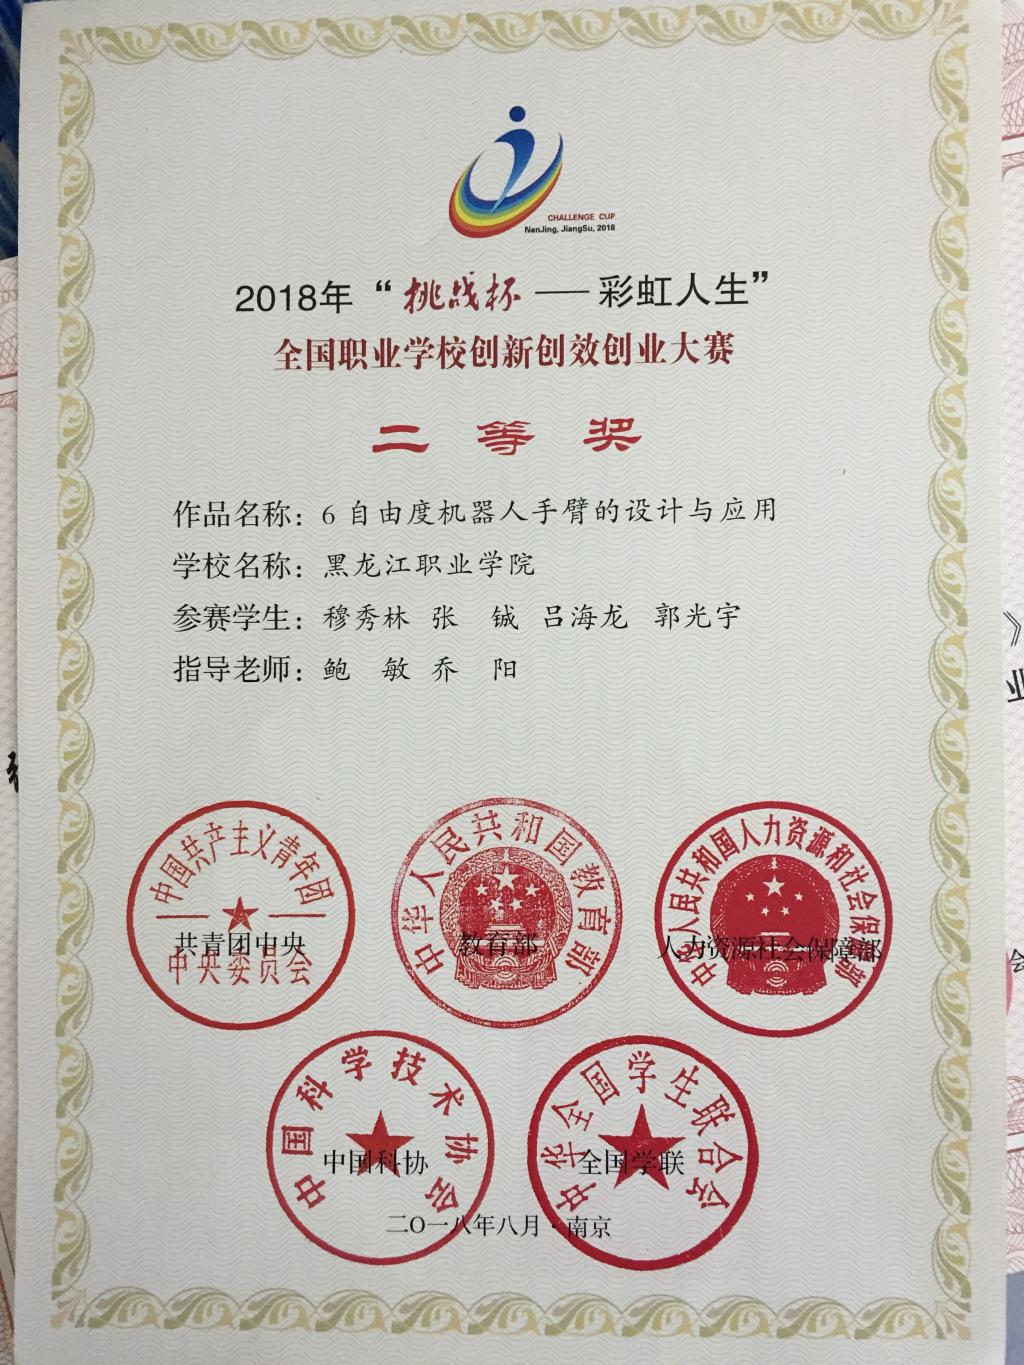 CHALLENGE CUP
NanJing, JiangSu, 2018
2018年“挑战杯——彩虹人生”
全国职业学校创新创效创业大赛
二等奖
作品名称：6自由度机器人手臂的设计与应用
学校名称：黑龙江职业学院
参赛学生：穆秀林 张 铖 吕海龙 郭光宇
指导老师：鲍 敏 乔 阳
中国共产主义青年团
中央委员会
共青团中央
中华人民共和国教育部
教育部
中华人民共和国人力资源和社会保障部
人力资源社会保障部
中国科学技术协会
中国科协
中华全国学生联合会
全国学联
二〇一八年八月·南京